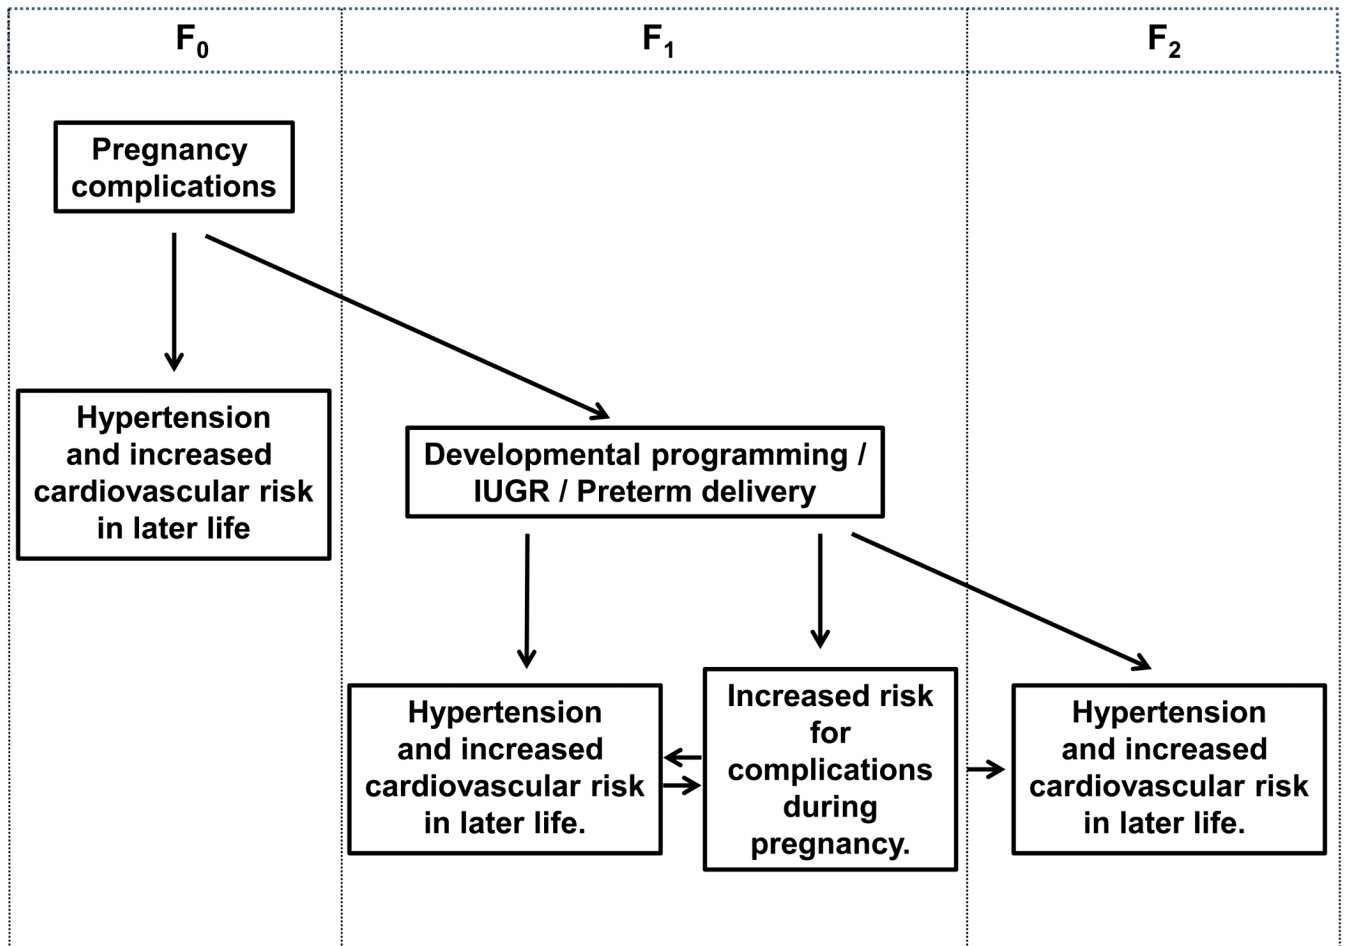 F₀
F₁
F₂
Pregnancy
complications
Hypertension
and increased
cardiovascular risk
in later life
Developmental programming /
IUGR / Preterm delivery
Hypertension
and increased
cardiovascular risk
in later life.
Increased risk
for
complications
during
pregnancy.
Hypertension
and increased
cardiovascular risk
in later life.